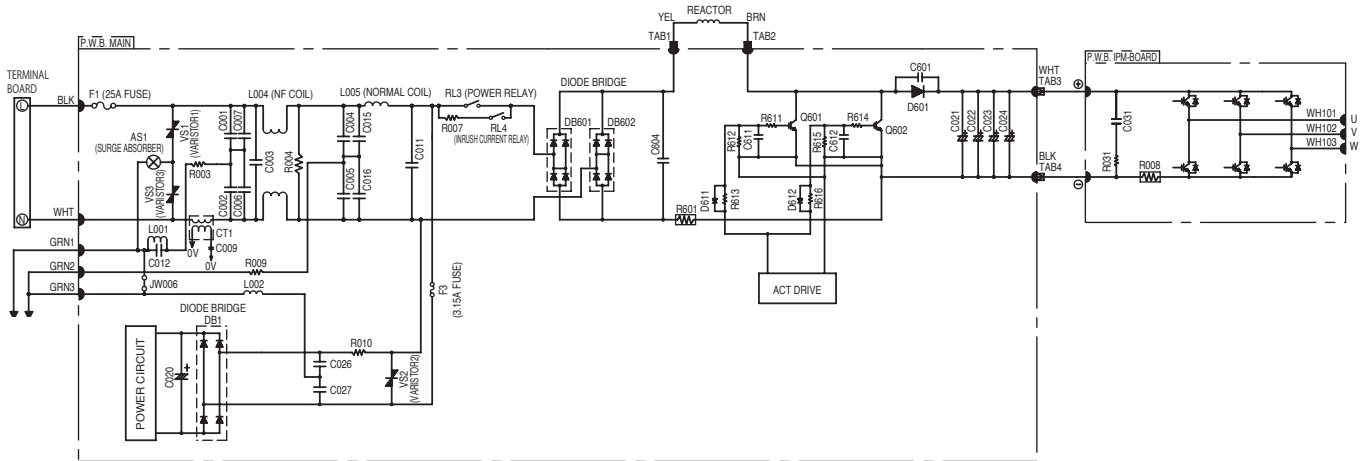 REACTOR
YEL
BRN
TAB1
TAB2
P.W.B. MAIN
TERMINAL
BOARD
L
BLK
F1 (25A FUSE)
AS1
(SURGE ABSORBER)
VS1
(VARISTOR1)
VS3
(VARISTOR3)
R003
C001
C007
C002
C006
L004 (NF COIL)
C003
R004
L005 (NORMAL COIL)
C004
C015
C005
C016
C011
RL3 (POWER RELAY)
R007
RL4
(INRUSH CURRENT RELAY)
DIODE BRIDGE
DB601
DB602
C604
R601
R612
R611
C611
Q601
R615
R614
C612
Q602
D611
R613
D612
R616
ACT DRIVE
C601
D601
C021
C022
C023
C024
WHT
TAB3
BLK
TAB4
P.W.B. IPM-BOARD
+
−
C031
R031
R008
WH101
U
WH102
V
WH103
W
N
WHT
GRN1
GRN2
GRN3
L001
C012
JW006
CT1
0V
C009
0V
R009
L002
F3
(3.15A FUSE)
DIODE BRIDGE
DB1
POWER CIRCUIT
C020
+
R010
C026
C027
VS2
(VARISTOR2)